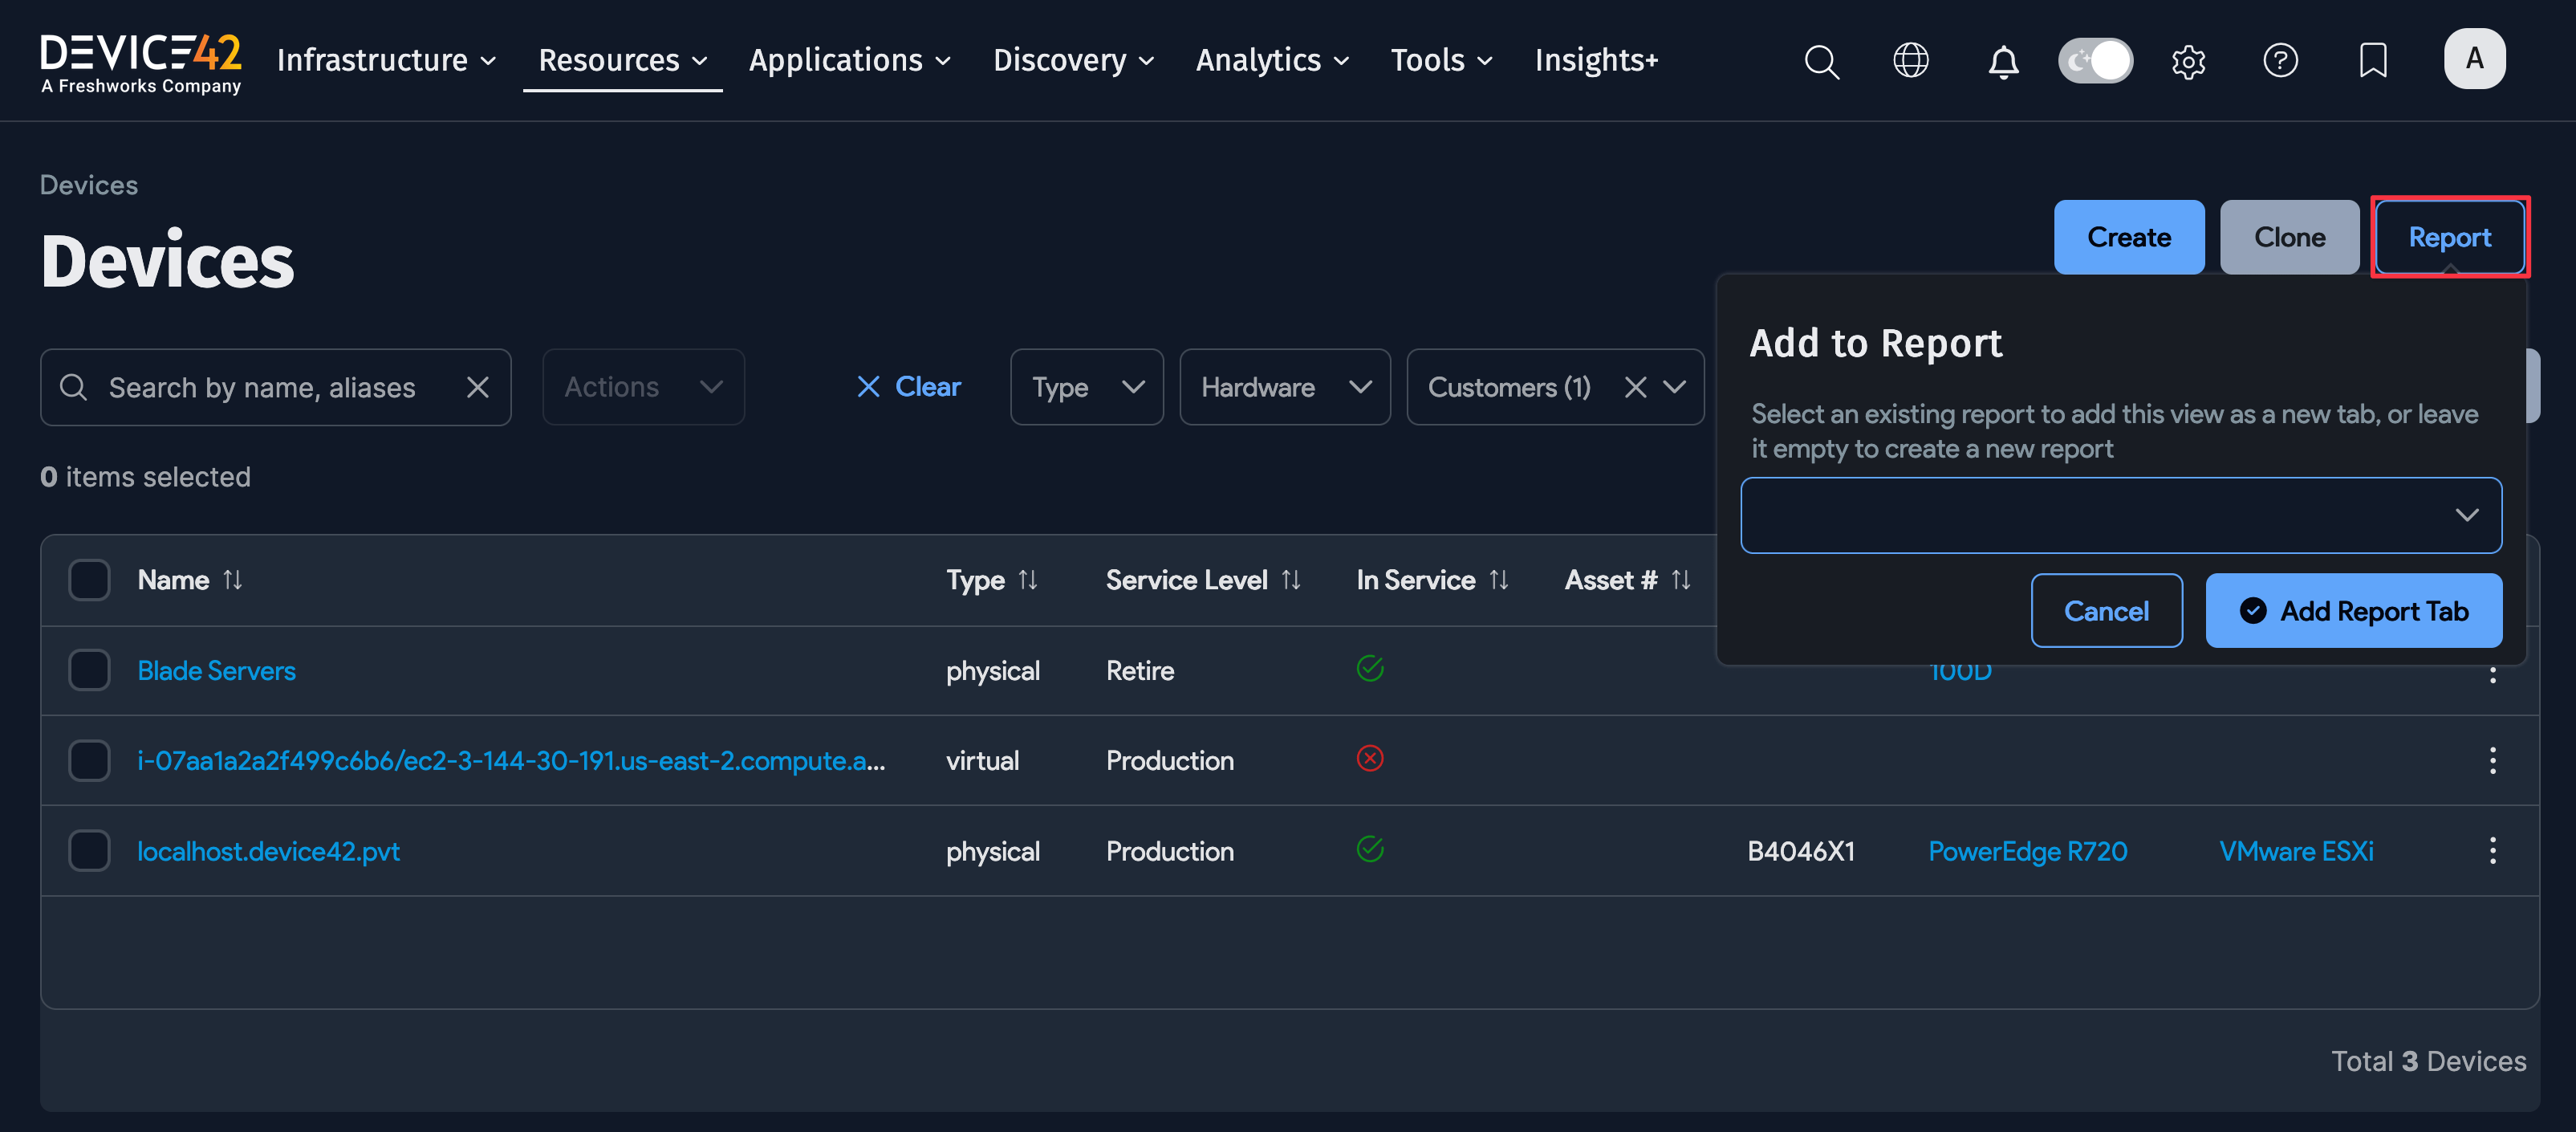 DEVICE42
A Freshworks Company
Infrastructure
Resources
Applications
Discovery
Analytics
Tools
Insights+
A
Devices
Devices
Create
Clone
Report
Search by name, aliases
Actions
Clear
Type
Hardware
Customers (1)
Add to Report
Select an existing report to add this view as a new tab, or leave
it empty to create a new report
Cancel
Add Report Tab
0 items selected
Name Type Service Level In Service Asset #
Blade Servers physical Retire 100D
i-07aa1a2a2f499c6b6/ec2-3-144-30-191.us-east-2.compute.a... virtual Production
localhost.device42.pvt physical Production B4046X1 PowerEdge R720 VMware ESXi
Total 3 Devices